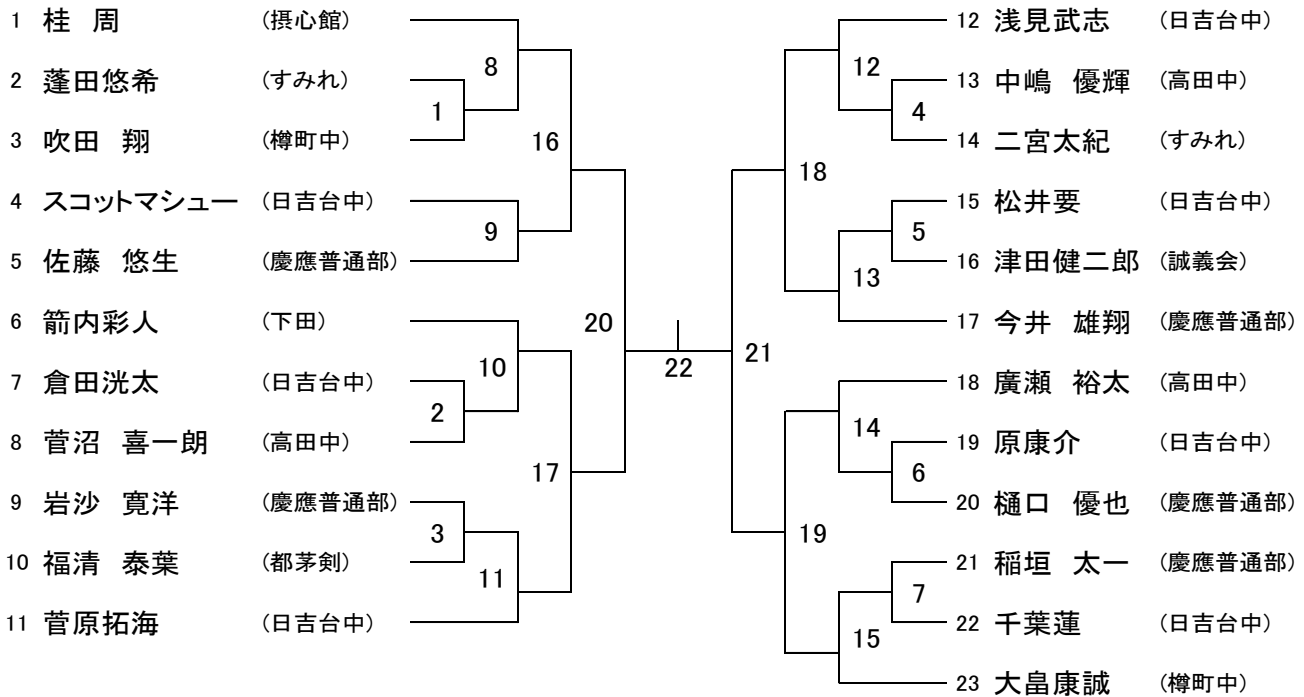 1 桂 周 (摂心館)
2 蓬田悠希 (すみれ)
3 吹田 翔 (樽町中)
4 スコットマシュー (日吉台中)
5 佐藤 悠生 (慶應普通部)
6 箭内彩人 (下田)
7 倉田洸太 (日吉台中)
8 菅沼 喜一朗 (高田中)
9 岩沙 寛洋 (慶應普通部)
10 福清 泰葉 (都茅剣)
11 菅原拓海 (日吉台中)
8
1
16
9
20
10
2
17
3
11
22
12 浅見武志 (日吉台中)
13 中嶋 優輝 (高田中)
14 二宮太紀 (すみれ)
15 松井要 (日吉台中)
16 津田健二郎 (誠義会)
17 今井 雄翔 (慶應普通部)
18 廣瀬 裕太 (高田中)
19 原康介 (日吉台中)
20 樋口 優也 (慶應普通部)
21 稲垣 太一 (慶應普通部)
22 千葉蓮 (日吉台中)
23 大畠康誠 (樽町中)
12
4
18
5
13
21
14
6
19
7
15